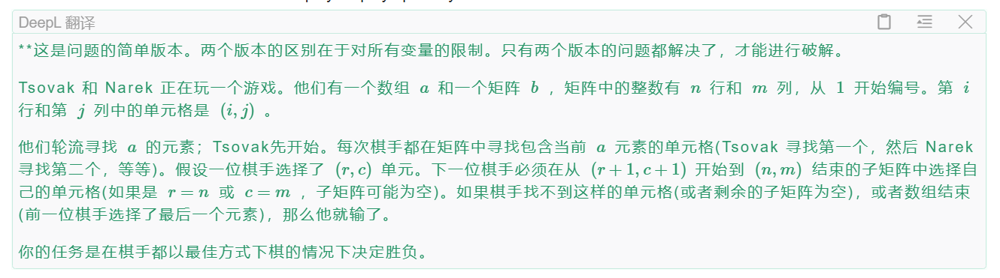 DeepL 翻译
**这是问题的简单版本。两个版本的区别在于对所有变量的限制。只有两个版本的问题都解决了，才能进行破解。
Tsovak 和 Narek 正在玩一个游戏。他们有一个数组 a 和一个矩阵 b ，矩阵中的整数有 n 行和 m 列，从 1 开始编号。第 i
行和第 j 列中的单元格是 (i, j) 。
他们轮流寻找 a 的元素；Tsovak先开始。每次棋手都在矩阵中寻找包含当前 a 元素的单元格(Tsovak 寻找第一个，然后 Narek
寻找第二个，等等)。假设一位棋手选择了 (r, c) 单元。下一位棋手必须在从 (r + 1, c + 1) 开始到 (n, m) 结束的子矩阵中选择自
己的单元格(如果是 r = n 或 c = m ，子矩阵可能为空)。如果棋手找不到这样的单元格(或者剩余的子矩阵为空)，或者数组结束
(前一位棋手选择了最后一个元素)，那么他就输了。
你的任务是在棋手都以最佳方式下棋的情况下决定胜负。